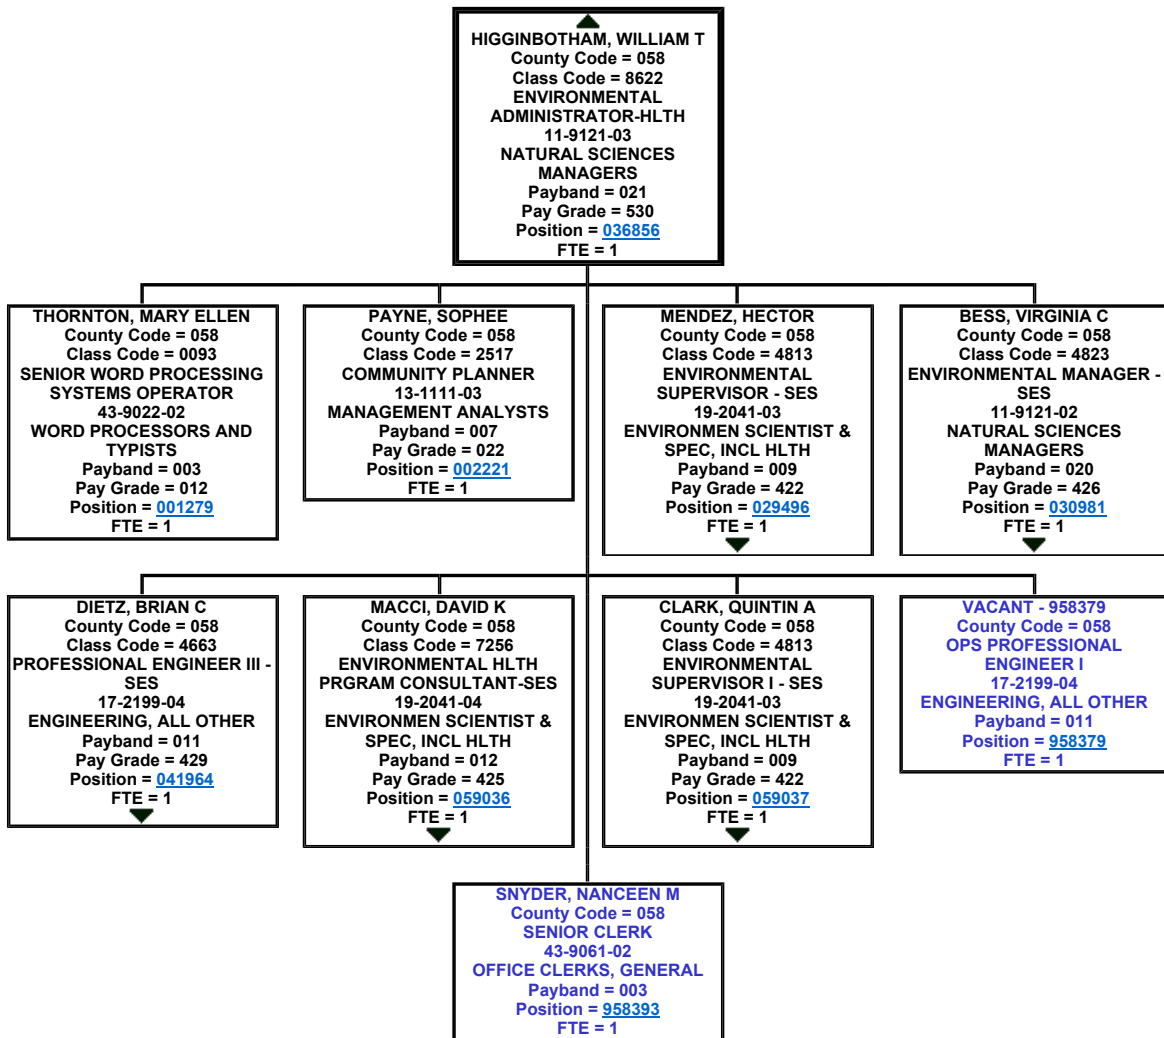 HIGGINBOTHAM, WILLIAM T
County Code = 058
Class Code = 8622
ENVIRONMENTAL
ADMINISTRATOR-HLTH
11-9121-03
NATURAL SCIENCES
MANAGERS
Payband = 021
Pay Grade = 530
Position = 036856
FTE = 1
THORNTON, MARY ELLEN
County Code = 058
Class Code = 0093
SENIOR WORD PROCESSING
SYSTEMS OPERATOR
43-9022-02
WORD PROCESSORS AND
TYPISTS
Payband = 003
Pay Grade = 012
Position = 001279
FTE = 1
PAYNE, SOPHEE
County Code = 058
Class Code = 2517
COMMUNITY PLANNER
13-1111-03
MANAGEMENT ANALYSTS
Payband = 007
Pay Grade = 022
Position = 002221
FTE = 1
MENDEZ, HECTOR
County Code = 058
Class Code = 4813
ENVIRONMENTAL
SUPERVISOR - SES
19-2041-03
ENVIRONMEN SCIENTIST &
SPEC, INCL HLTH
Payband = 009
Pay Grade = 422
Position = 029496
FTE = 1
BESS, VIRGINIA C
County Code = 058
Class Code = 4823
ENVIRONMENTAL MANAGER -
SES
11-9121-02
NATURAL SCIENCES
MANAGERS
Payband = 020
Pay Grade = 426
Position = 030981
FTE = 1
DIETZ, BRIAN C
County Code = 058
Class Code = 4663
PROFESSIONAL ENGINEER III -
SES
17-2199-04
ENGINEERING, ALL OTHER
Payband = 011
Pay Grade = 429
Position = 041964
FTE = 1
MACCI, DAVID K
County Code = 058
Class Code = 7256
ENVIRONMENTAL HLTH
PRGRAM CONSULTANT-SES
19-2041-04
ENVIRONMEN SCIENTIST &
SPEC, INCL HLTH
Payband = 012
Pay Grade = 425
Position = 059036
FTE = 1
CLARK, QUINTIN A
County Code = 058
Class Code = 4813
ENVIRONMENTAL
SUPERVISOR I - SES
19-2041-03
ENVIRONMEN SCIENTIST &
SPEC, INCL HLTH
Payband = 009
Pay Grade = 422
Position = 059037
FTE = 1
VACANT - 958379
County Code = 058
OPS PROFESSIONAL
ENGINEER I
17-2199-04
ENGINEERING, ALL OTHER
Payband = 011
Position = 958379
FTE = 1
SNYDER, NANCEEN M
County Code = 058
SENIOR CLERK
43-9061-02
OFFICE CLERKS, GENERAL
Payband = 003
Position = 958393
FTE = 1